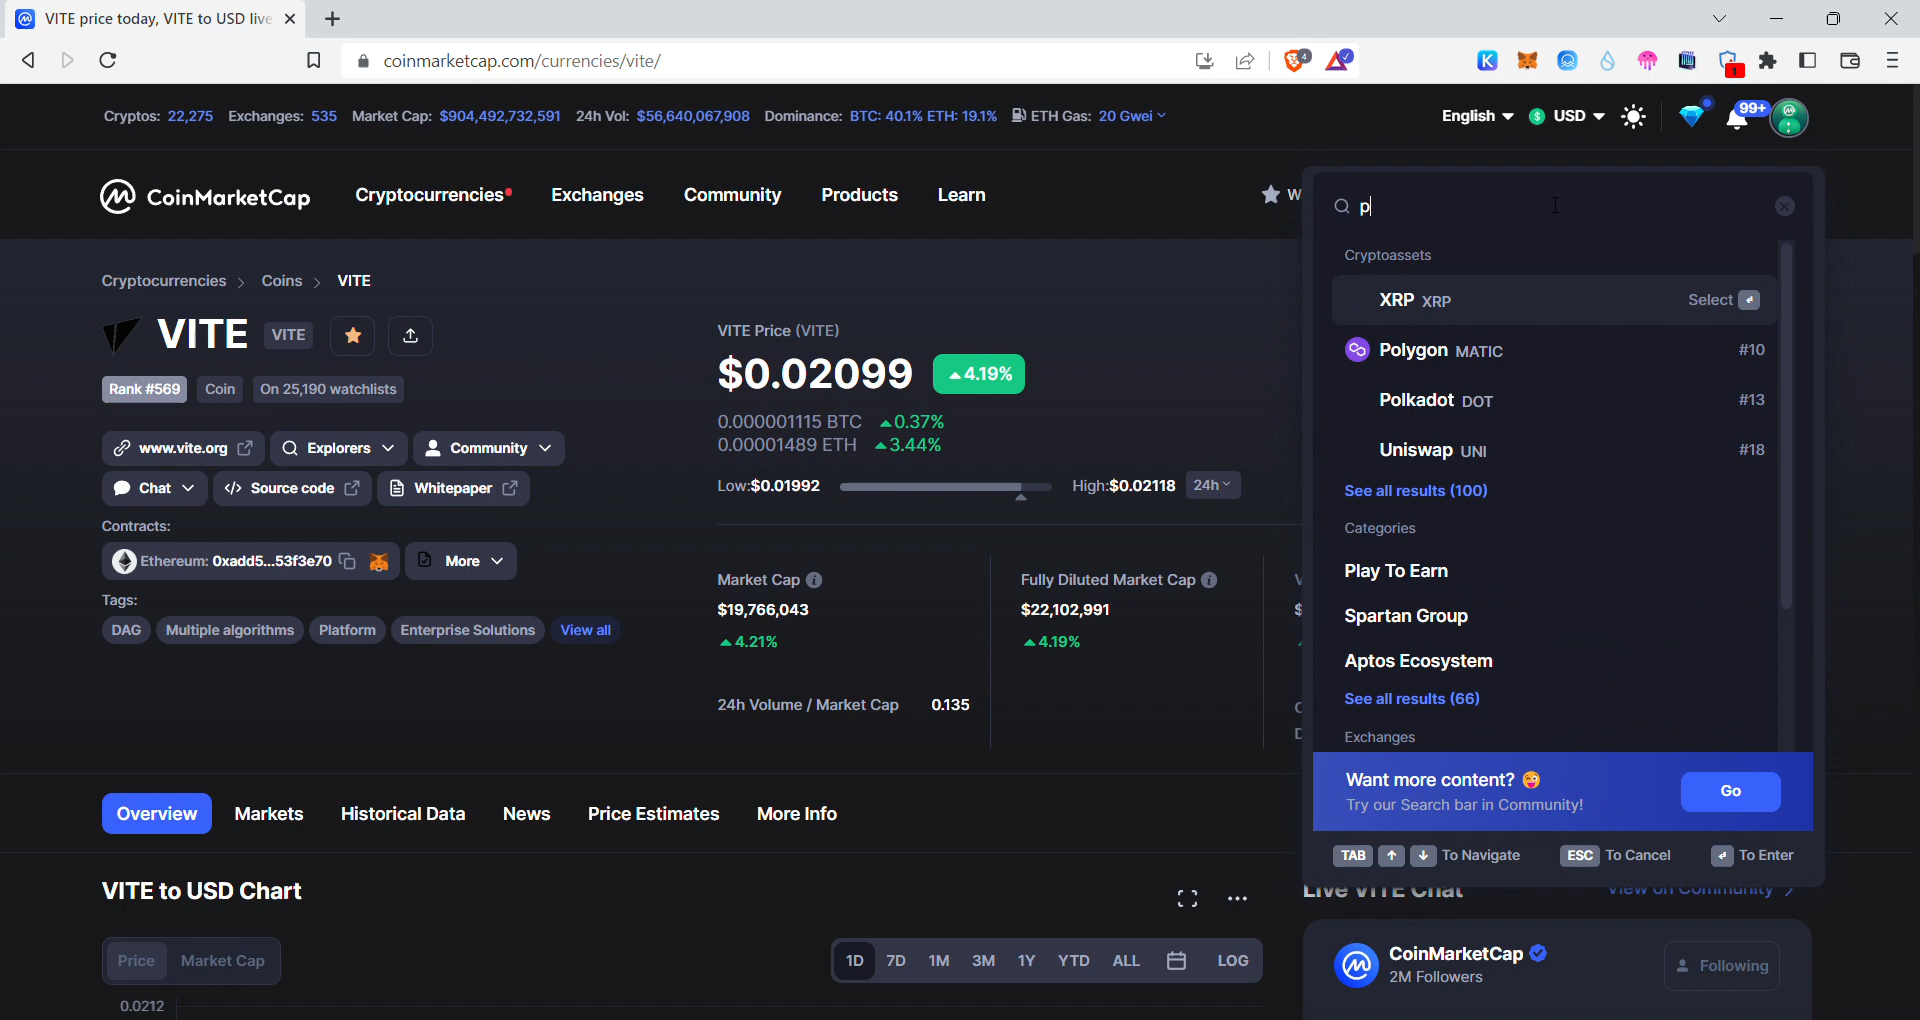 VITE price today, VITE to USD live
coinmarketcap.com/currencies/vite/
4
1
Cryptos: 22,275 Exchanges: 535 Market Cap: $904,492,732,591 24h Vol: $56,640,067,908 Dominance: BTC: 40.1% ETH: 19.1% ETH Gas: 20 Gwei
English USD 99+
CoinMarketCap Cryptocurrencies Exchanges Community Products Learn W
p
Cryptoassets
XRP XRP Select
Polygon MATIC #10
Polkadot DOT #13
Uniswap UNI #18
See all results (100)
Categories
Play To Earn
Spartan Group
Aptos Ecosystem
See all results (66)
Exchanges
Want more content?
Try our Search bar in Community!
Go
TAB To Navigate ESC To Cancel To Enter
Cryptocurrencies Coins VITE
VITE VITE
Rank #569 Coin On 25,190 watchlists
www.vite.org Explorers Community
Chat </> Source code Whitepaper
Contracts:
Ethereum: 0xadd5...53f3e70 More
Tags:
DAG Multiple algorithms Platform Enterprise Solutions View all
VITE Price (VITE)
$0.02099 4.19%
0.000001115 BTC 0.37%
0.00001489 ETH 3.44%
Low:$0.01992 High:$0.02118 24h
Market Cap
$19,766,043
4.21%
24h Volume / Market Cap 0.135
Fully Diluted Market Cap
$22,102,991
4.19%
Overview Markets Historical Data News Price Estimates More Info
VITE to USD Chart
Price Market Cap
1D 7D 1M 3M 1Y YTD ALL LOG
0.0212
Live VITE Chat View on Community
CoinMarketCap
2M Followers
Following